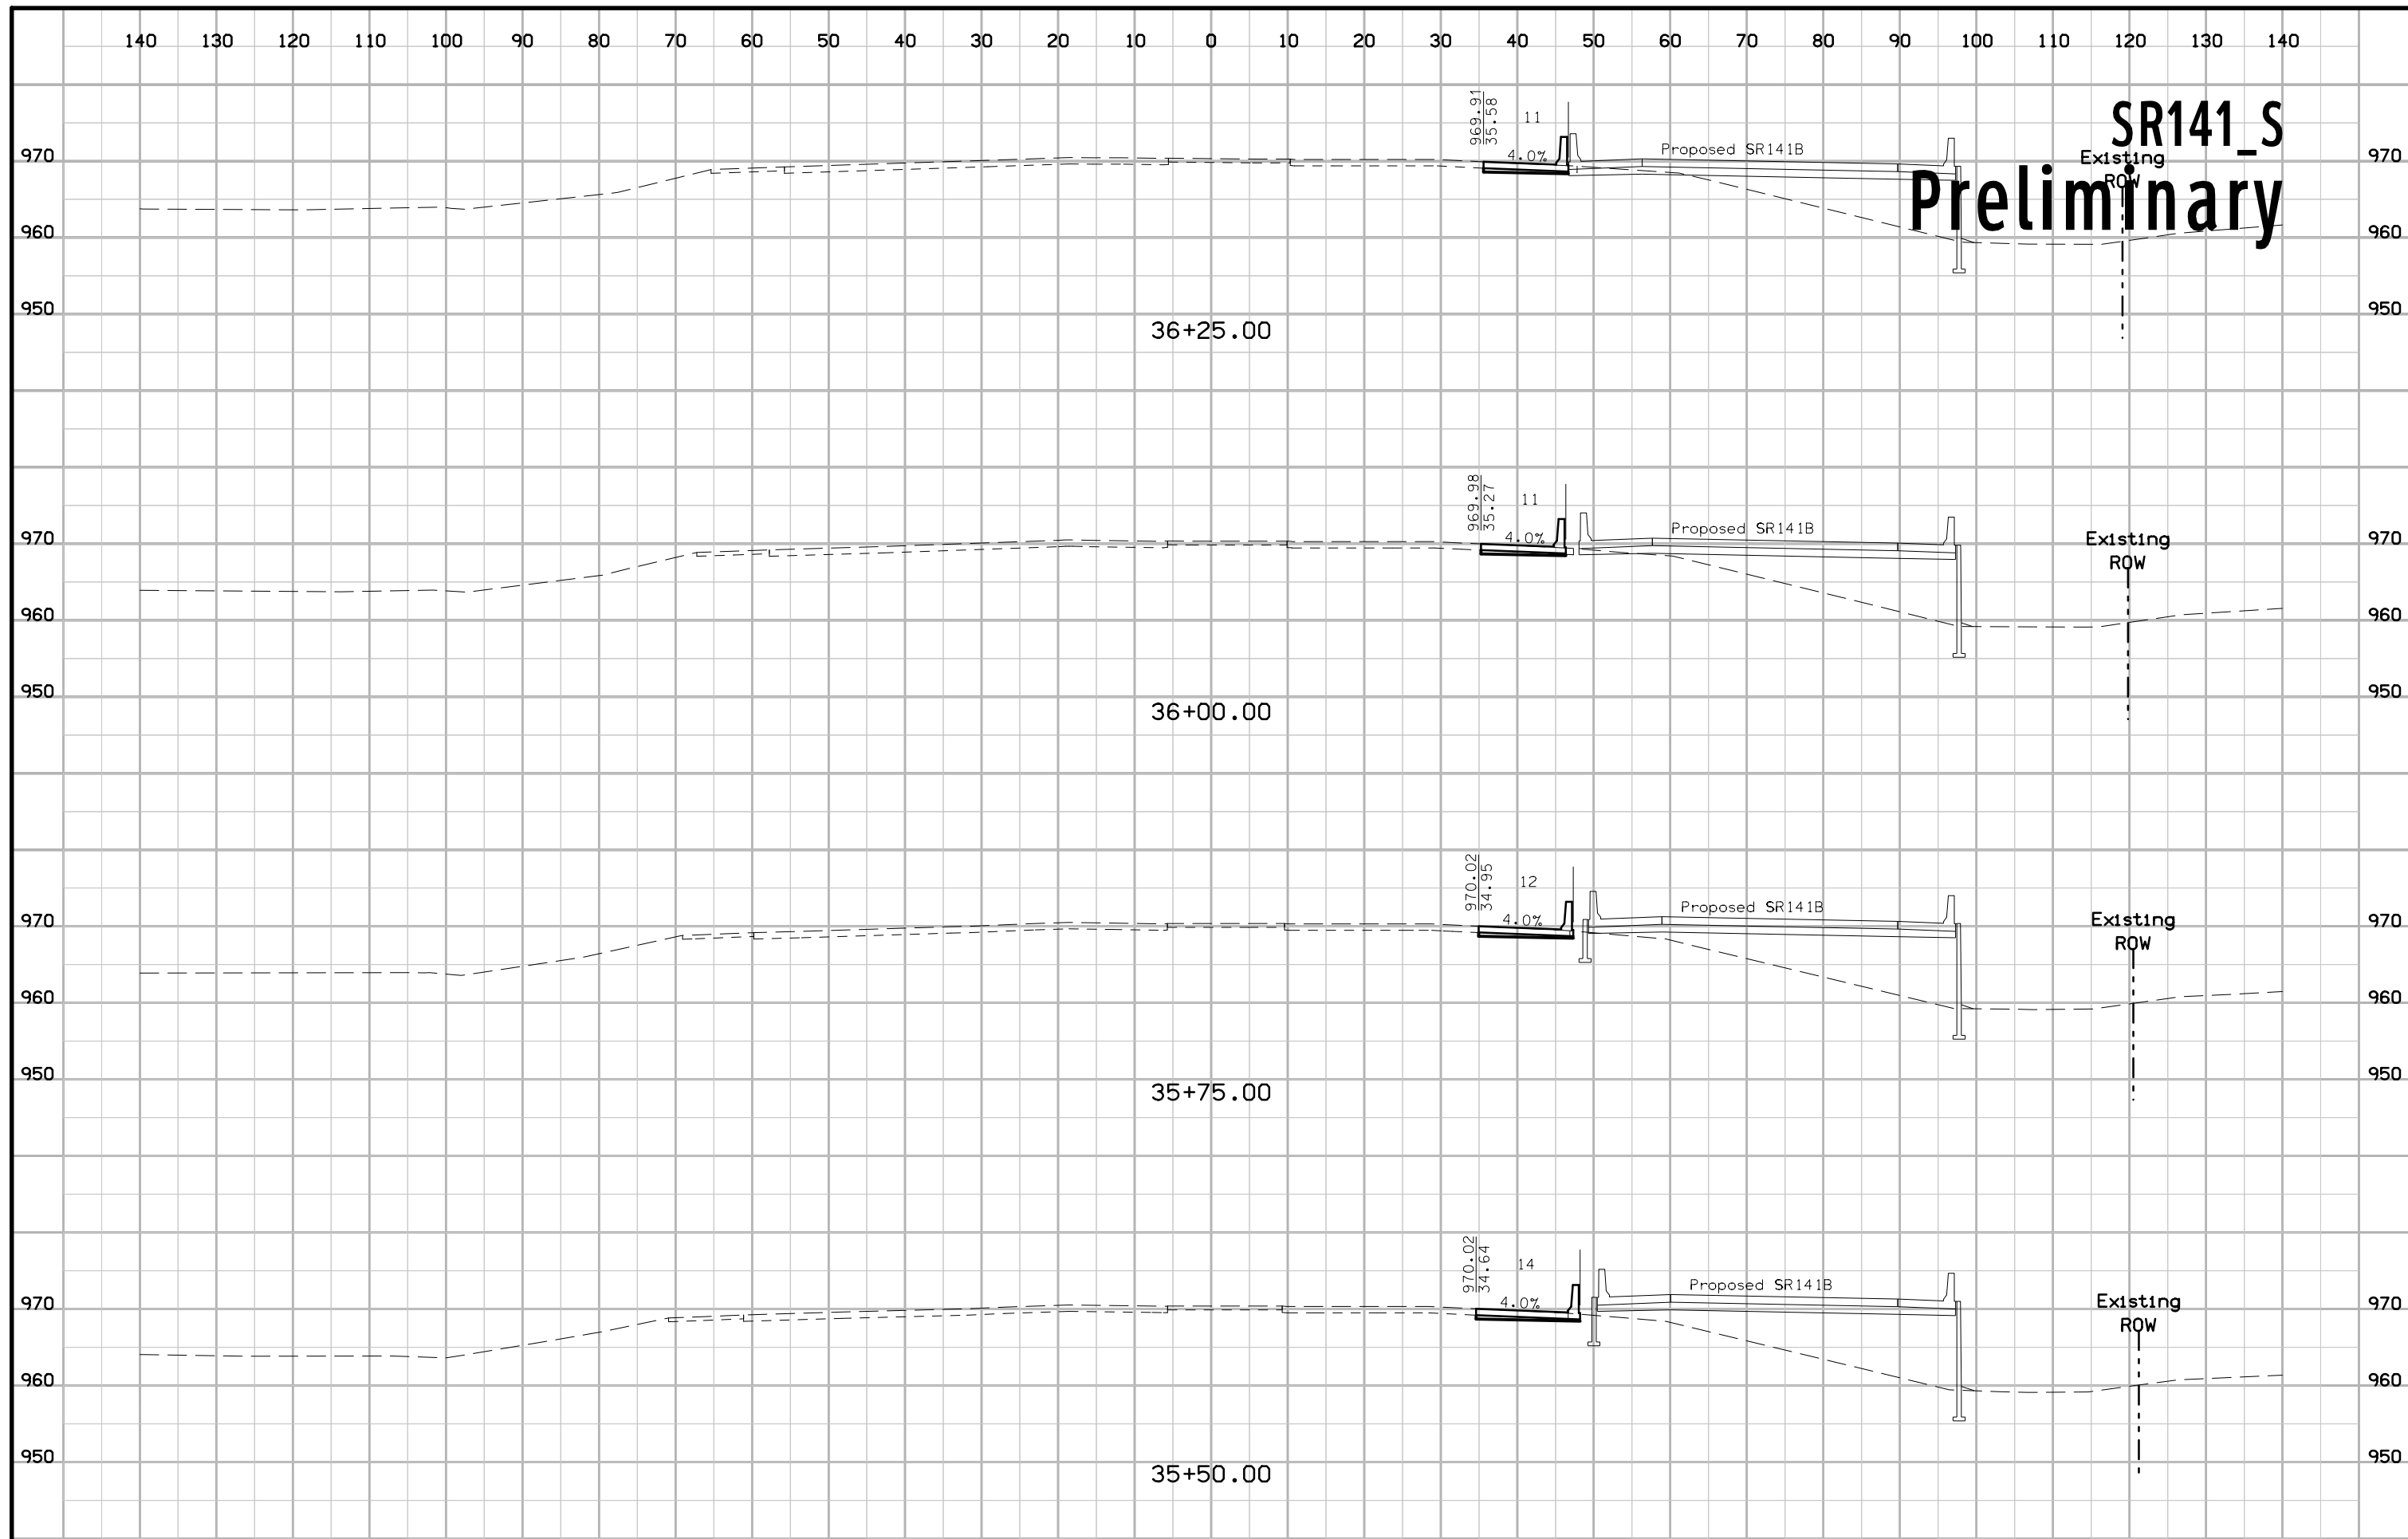 140 130 120 110 100 90 80 70 60 50 40 30 20 10 0 10 20 30 40 50 60 70 80 90 100 110 120 130 140
SR141_S
Preliminary
969.91
35.58
11
4.0%
Proposed SR141B
Existing
ROW
970 970
960 960
950 950
36+25.00
969.98
35.27
11
4.0%
Proposed SR141B
Existing
ROW
970 970
960 960
950 950
36+00.00
970.02
34.95
12
4.0%
Proposed SR141B
Existing
ROW
970 970
960 960
950 950
35+75.00
970.02
34.64
14
4.0%
Proposed SR141B
Existing
ROW
970 970
960 960
950 950
35+50.00